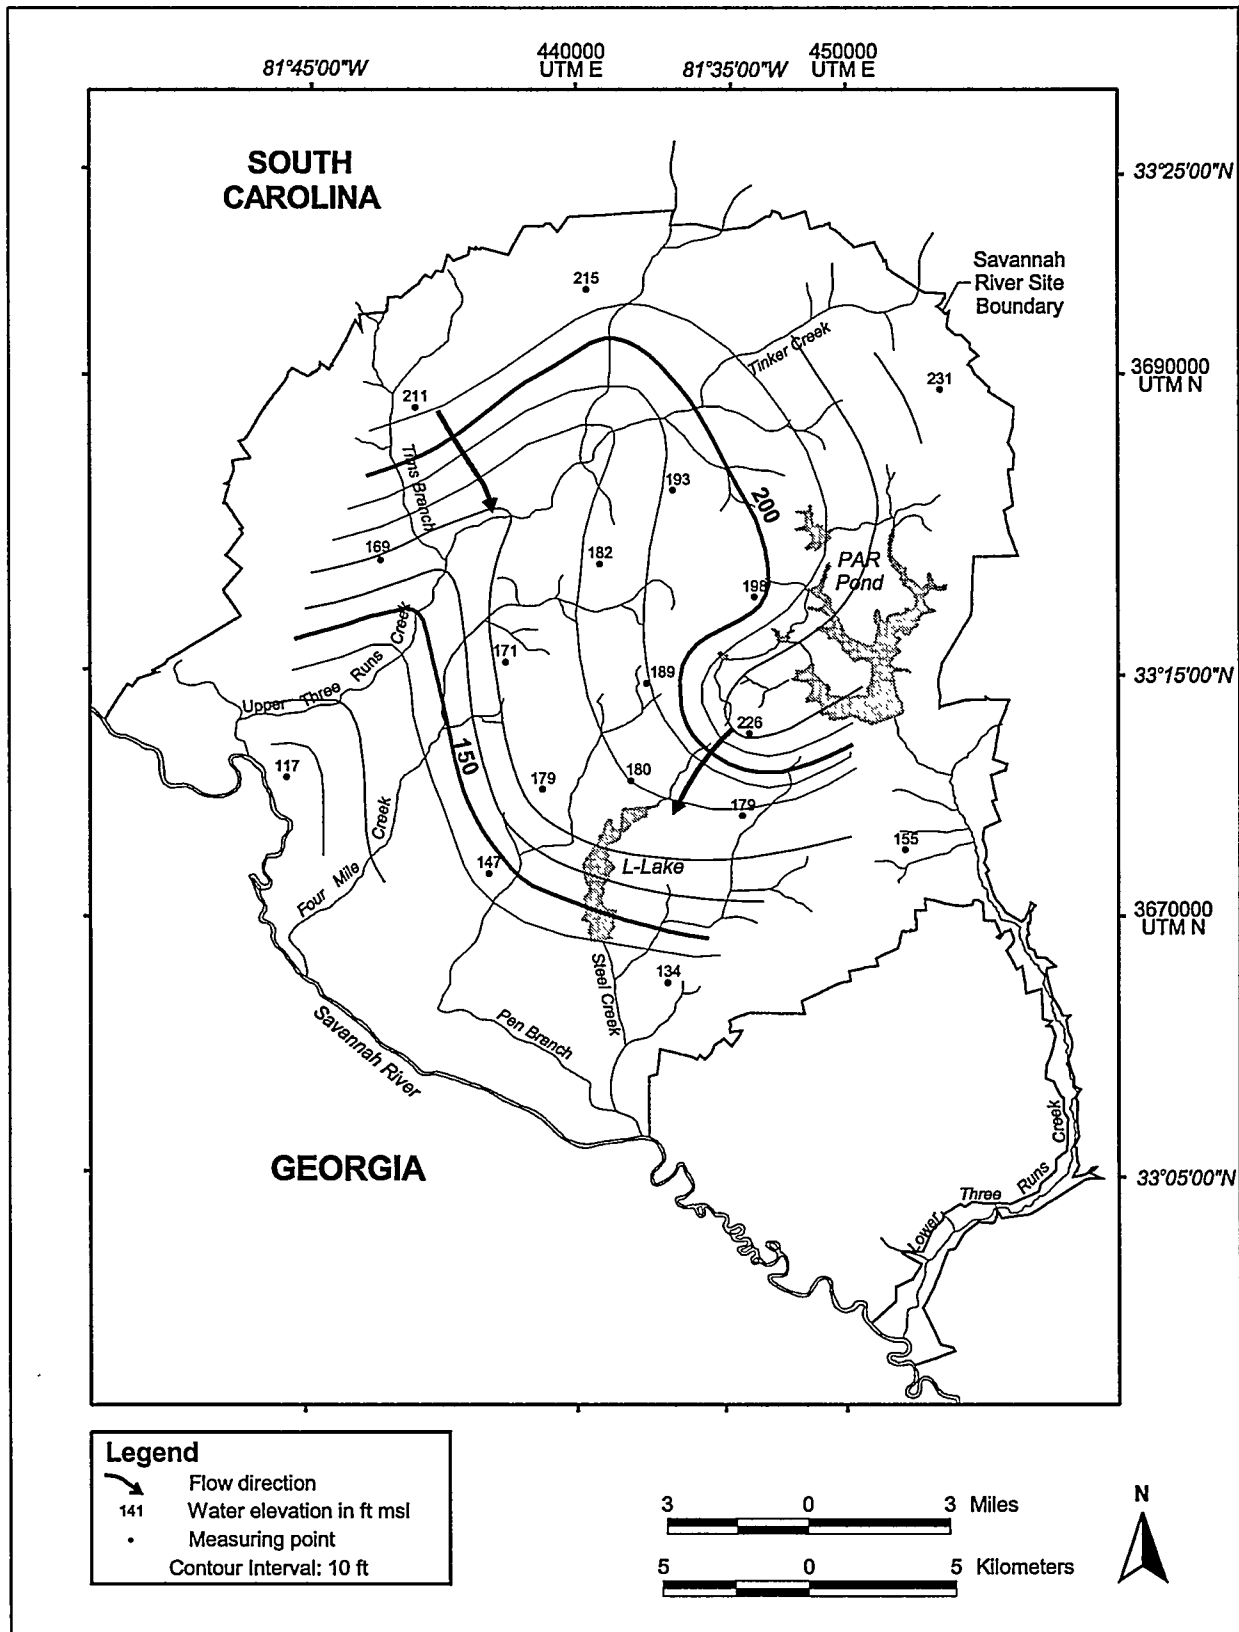 440000
UTM E
450000
UTM E
81°45'00"W
81°35'00"W
SOUTH
CAROLINA
33°25'00"N
Savannah
River Site
Boundary
215
Tinker Creek
3690000
UTM N
231
211
Tims Branch
193
200
169
182
PAR
Pond
198
Creek
171
Runs
189
33°15'00"N
Three
Upper
226
150
117
180
179
179
Creek
155
147
L-Lake
Mile
Four
3670000
UTM N
134
Steel Creek
Pen Branch
Savannah River
Creek
GEORGIA
33°05'00"N
Runs
Three
Lower
Legend
Flow direction
141 Water elevation in ft msl
Measuring point
Contour Interval: 10 ft
3 0 3 Miles
5 0 5 Kilometers
N